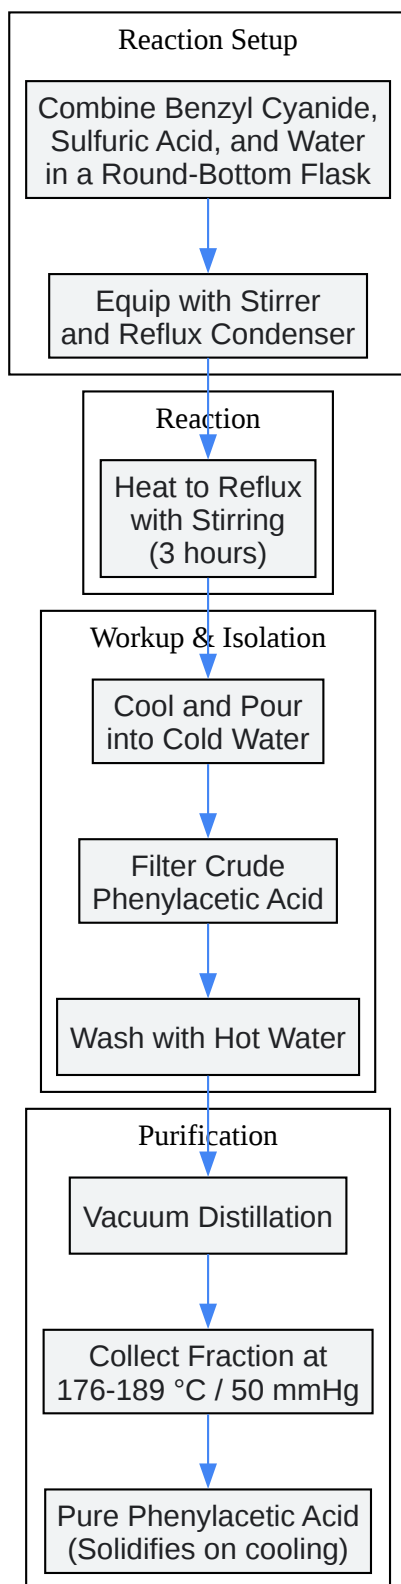 Reaction Setup
Combine Benzyl Cyanide,
Sulfuric Acid, and Water
in a Round-Bottom Flask
Equip with Stirrer
and Reflux Condenser
Reaction
Heat to Reflux
with Stirring
(3 hours)
Workup & Isolation
Cool and Pour
into Cold Water
Filter Crude
Phenylacetic Acid
Wash with Hot Water
Purification
Vacuum Distillation
Collect Fraction at
176-189 °C / 50 mmHg
Pure Phenylacetic Acid
(Solidifies on cooling)